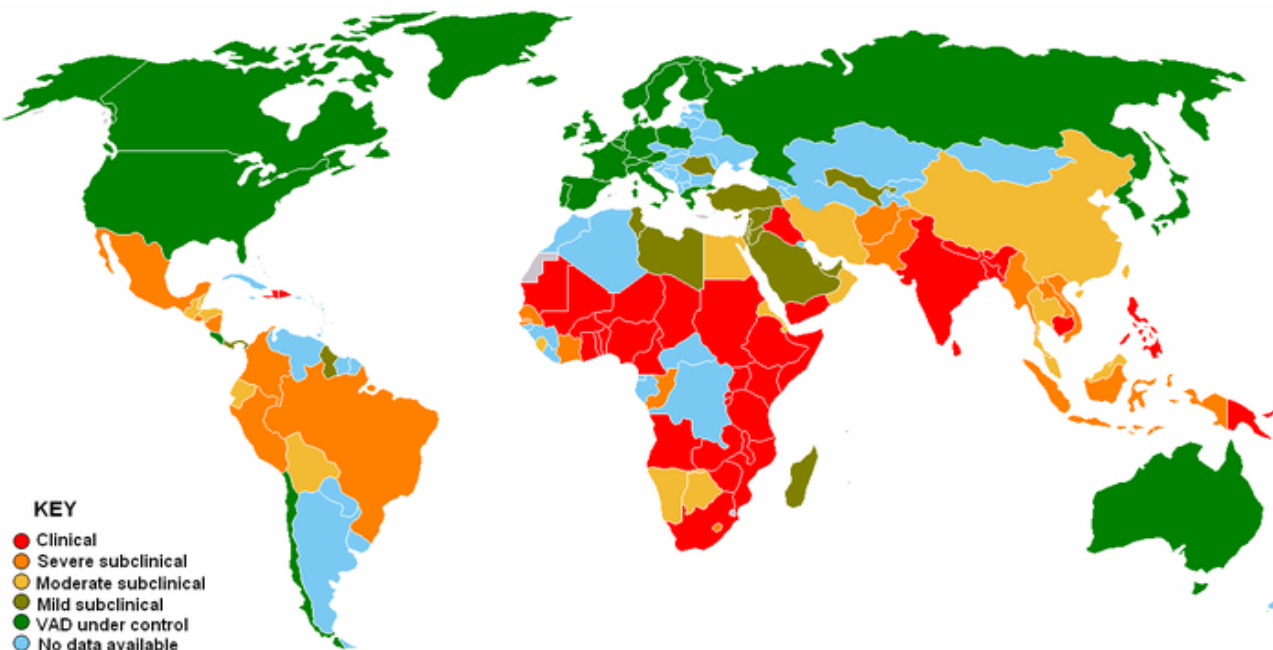 KEY
Clinical
Severe subclinical
Moderate subclinical
Mild subclinical
VAD under control
No data available